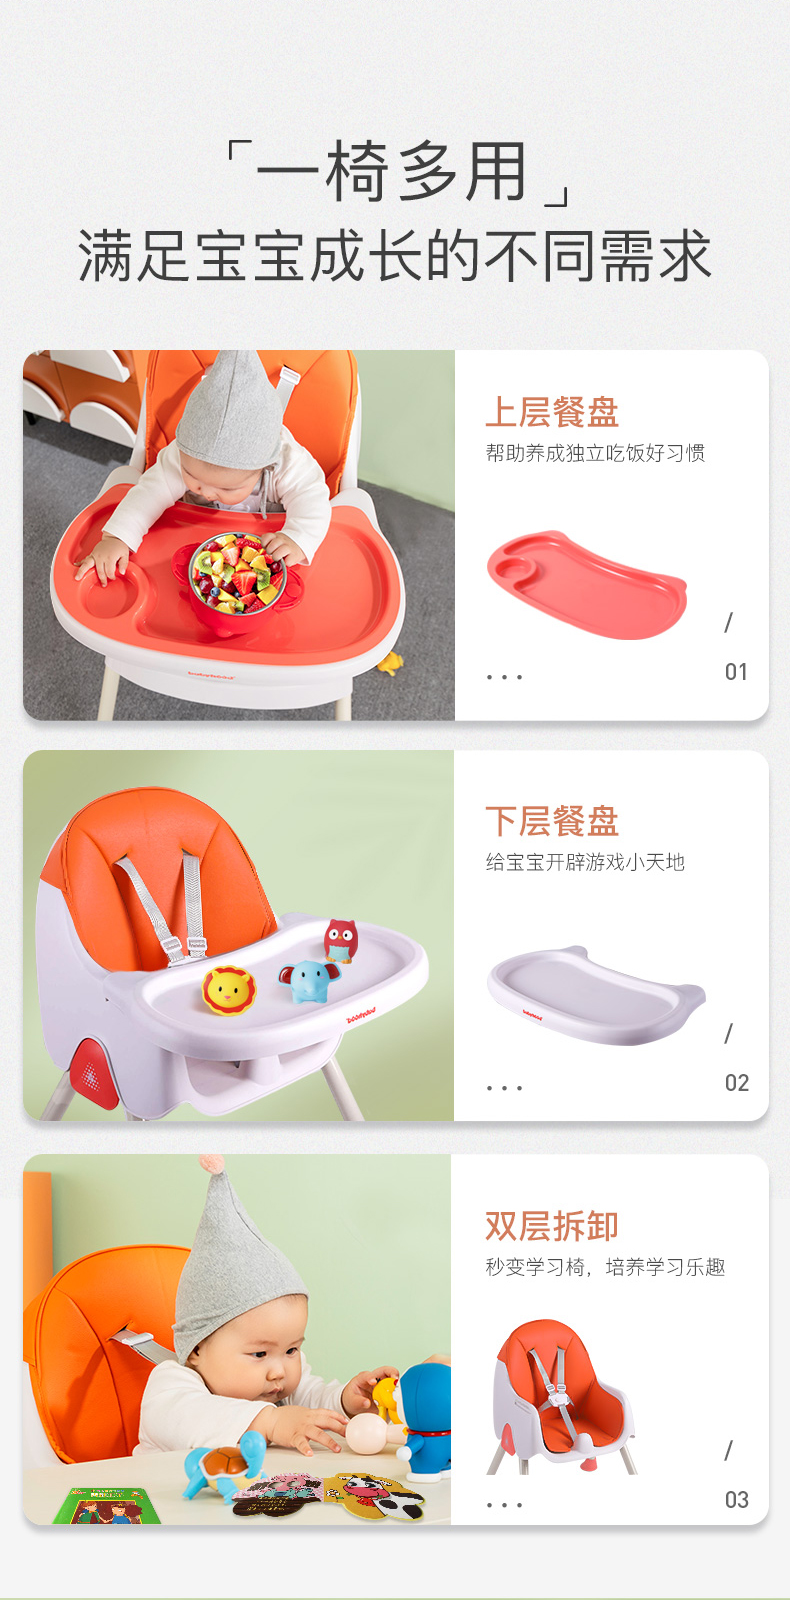 「一椅多用」
满足宝宝成长的不同需求
上层餐盘
帮助养成独立吃饭好习惯
/
01
...
下层餐盘
给宝宝开辟游戏小天地
/
02
...
双层拆卸
秒变学习椅，培养学习乐趣
/
03
...